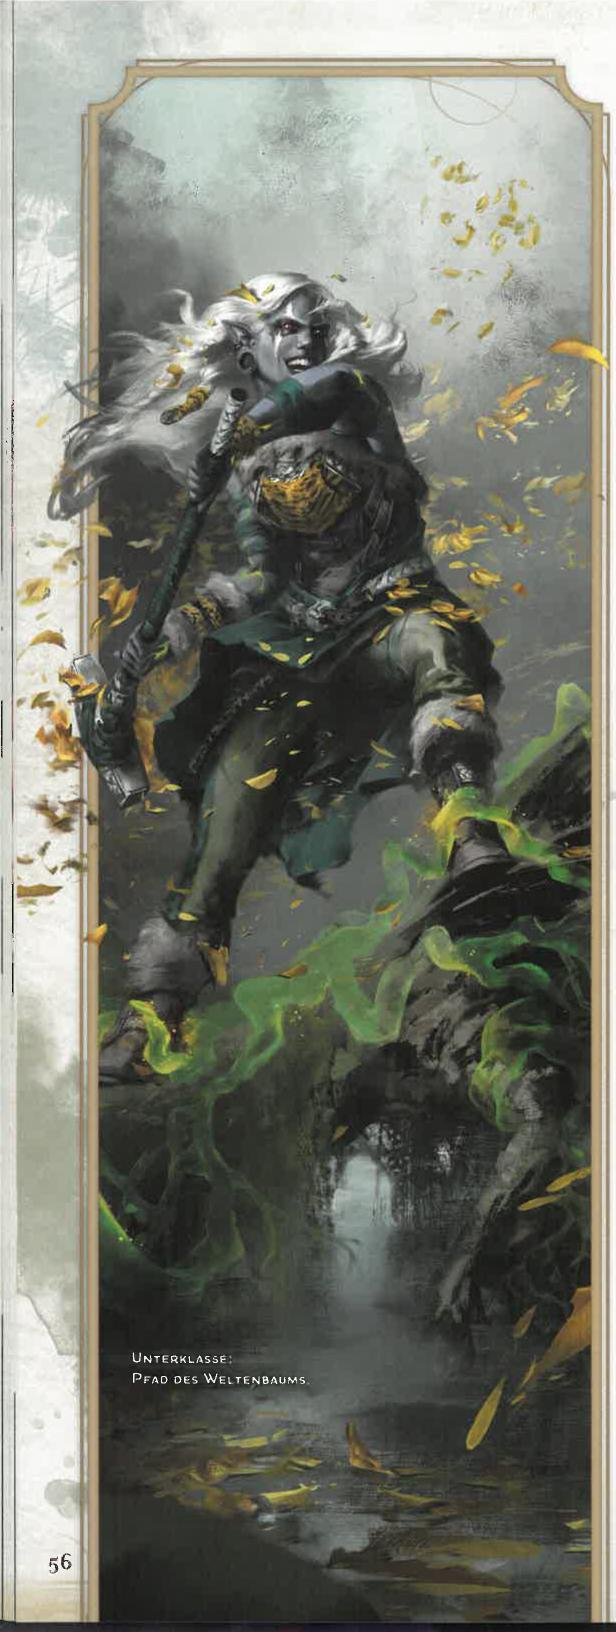 UNTERKLASSE:
PFAD DES WELTENBAUMS.
56